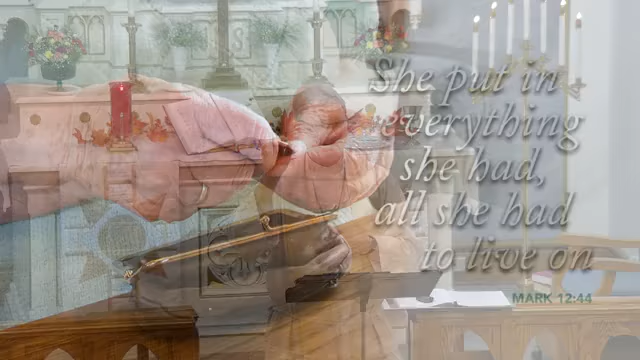 She put in
everything
she had,
all she had
to live on
MARK 12:44